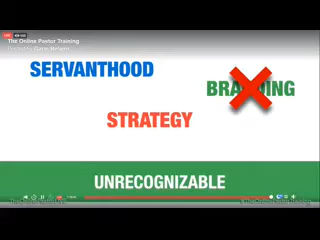 The Online Pastor Training
SERVANTHOOD
BRANDING
STRATEGY
UNRECOGNIZABLE